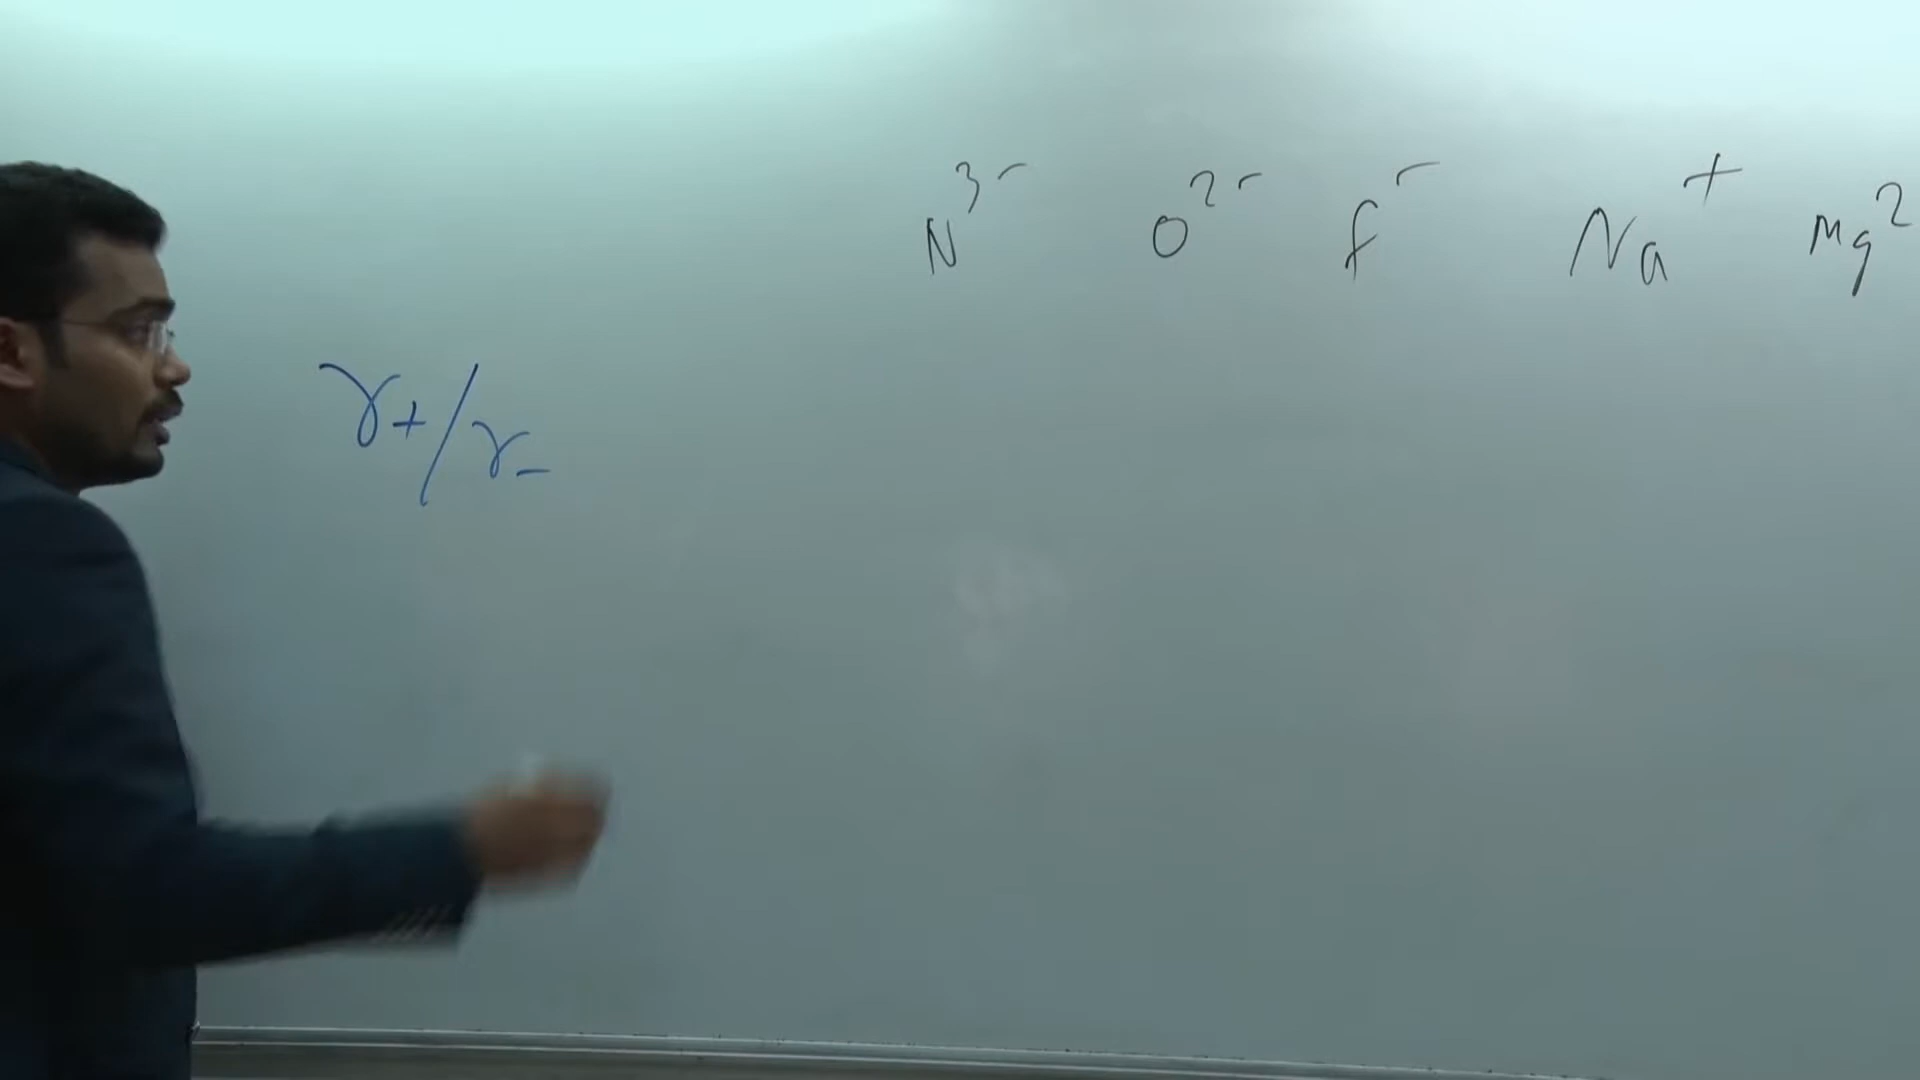 N³⁻ O²⁻ F⁻ Na⁺ Mg²
r+/r-